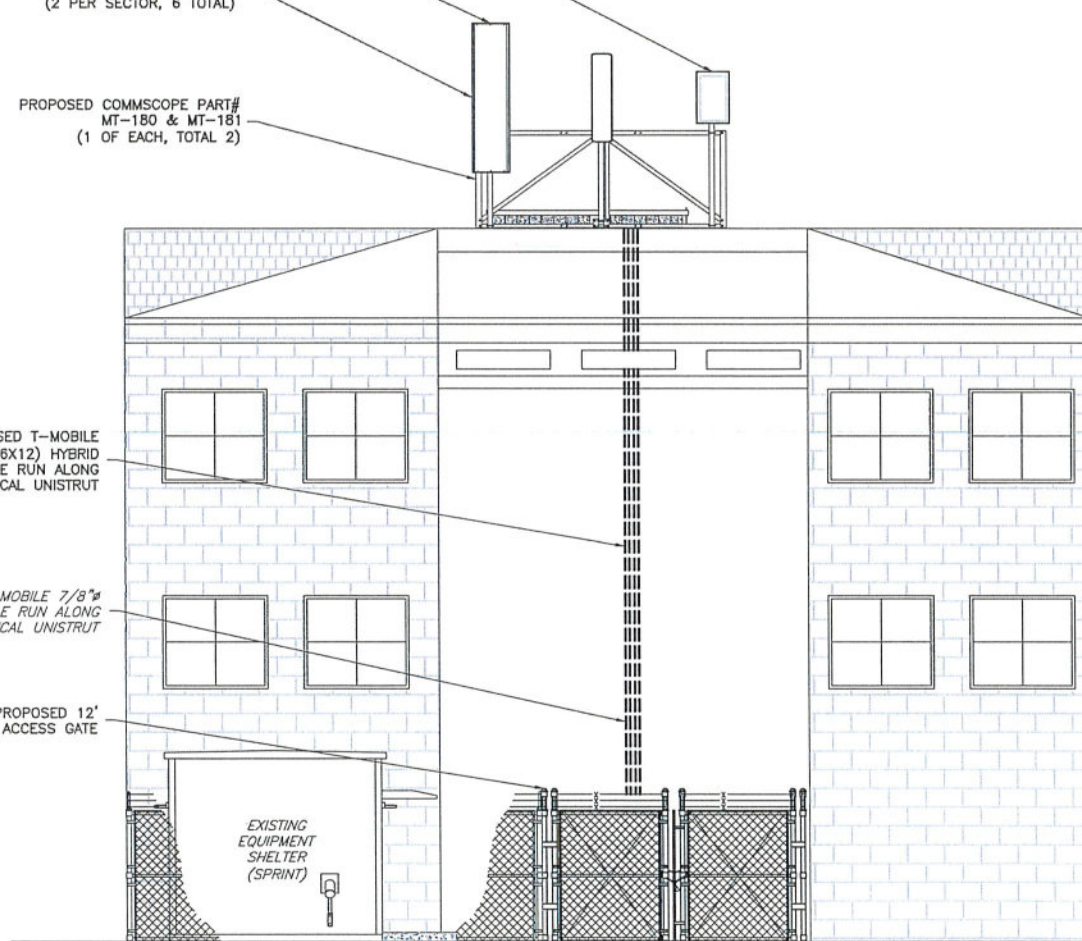 (2 PER SECTOR, 6 TOTAL)
PROPOSED COMMSCOPE PART#
MT-180 & MT-181
(1 OF EACH, TOTAL 2)
SED T-MOBILE
6X12) HYBRID
E RUN ALONG
ICAL UNISTRUT
MOBILE 7/8"ø
E RUN ALONG
ICAL UNISTRUT
PROPOSED 12'
ACCESS GATE
EXISTING
EQUIPMENT
SHELTER
(SPRINT)